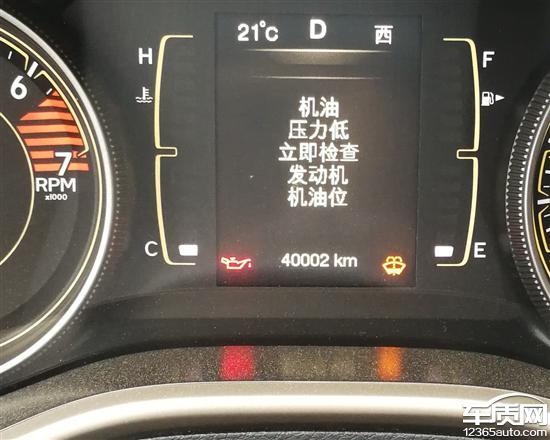 21°C D 西
H F
6
7
机油
压力低
立即检查
发动机
机油位
RPM
x1000
C E
40002 km
车质网
12365auto.com